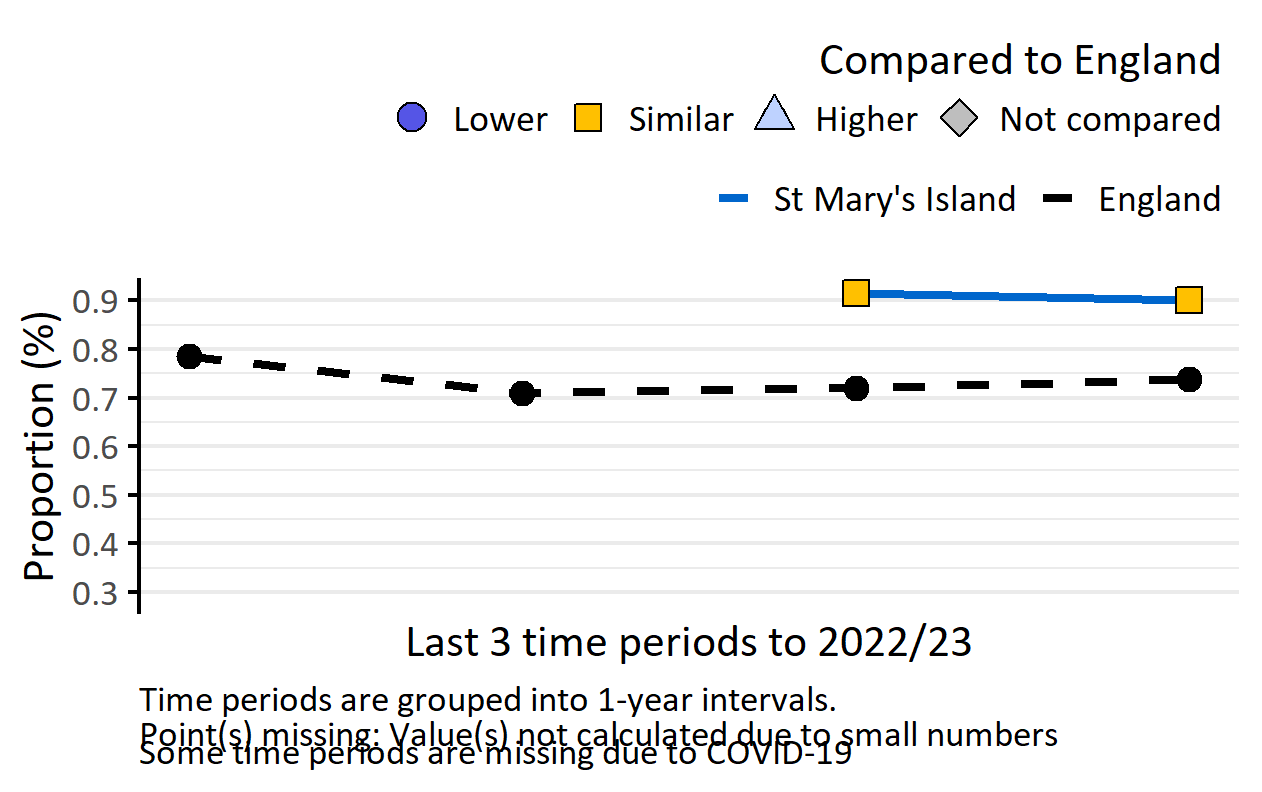 Compared to England
Lower Similar Higher Not compared
St Mary's Island England
Proportion (%)
0.9
0.8
0.7
0.6
0.5
0.4
0.3
Last 3 time periods to 2022/23
Time periods are grouped into 1-year intervals.
Point(s) missing: Value(s) not calculated due to small numbers
Some time periods are missing due to COVID-19